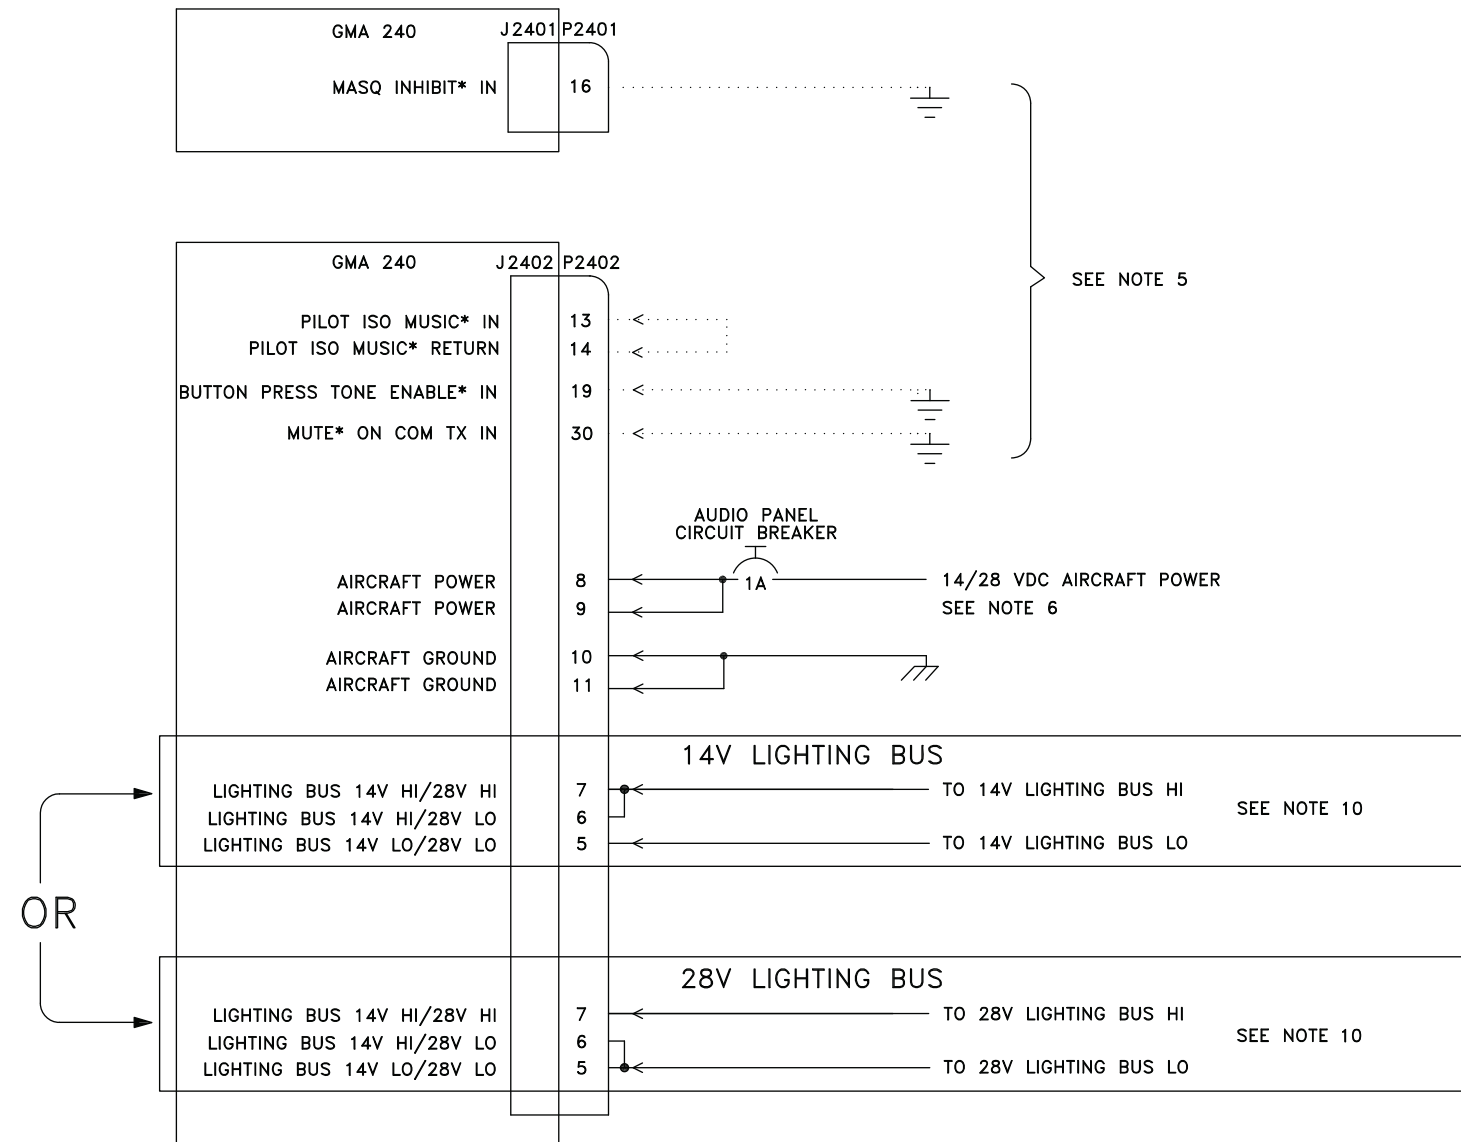 GMA 240 J2401 P2401
MASQ INHIBIT* IN 16
GMA 240 J2402 P2402
SEE NOTE 5
PILOT ISO MUSIC* IN 13
PILOT ISO MUSIC* RETURN 14
BUTTON PRESS TONE ENABLE* IN 19
MUTE* ON COM TX IN 30
AUDIO PANEL
CIRCUIT BREAKER
AIRCRAFT POWER 8 1A 14/28 VDC AIRCRAFT POWER
AIRCRAFT POWER 9 SEE NOTE 6
AIRCRAFT GROUND 10
AIRCRAFT GROUND 11
14V LIGHTING BUS
LIGHTING BUS 14V HI/28V HI 7 TO 14V LIGHTING BUS HI
SEE NOTE 10
LIGHTING BUS 14V HI/28V LO 6
LIGHTING BUS 14V LO/28V LO 5 TO 14V LIGHTING BUS LO
OR
28V LIGHTING BUS
LIGHTING BUS 14V HI/28V HI 7 TO 28V LIGHTING BUS HI
SEE NOTE 10
LIGHTING BUS 14V HI/28V LO 6
LIGHTING BUS 14V LO/28V LO 5 TO 28V LIGHTING BUS LO